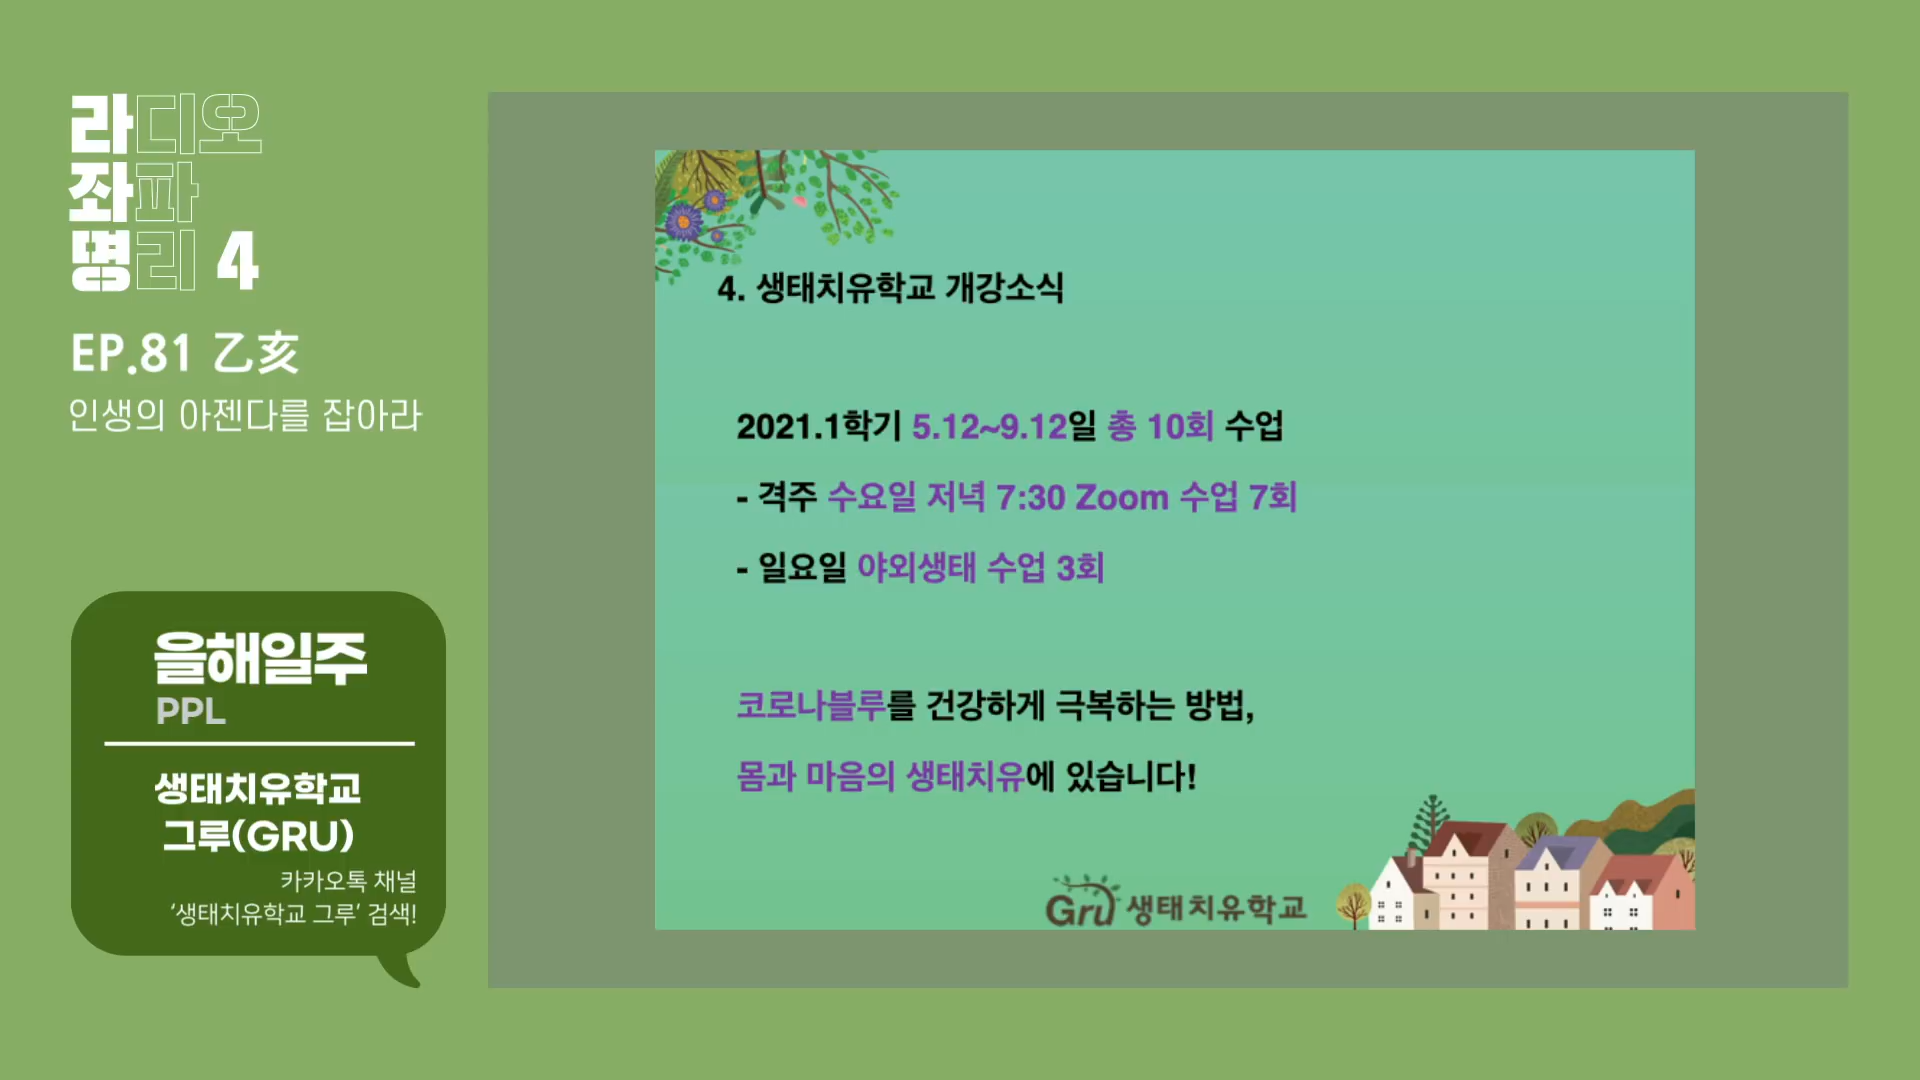 라디오
좌파
명리 4
EP.81 乙亥
인생의 아젠다를 잡아라
을해일주
PPL
생태치유학교
그루(GRU)
카카오톡 채널
‘생태치유학교 그루’ 검색!
4. 생태치유학교 개강소식
2021.1학기 5.12~9.12일 총 10회 수업
- 격주 수요일 저녁 7:30 Zoom 수업 7회
- 일요일 야외생태 수업 3회
코로나블루를 건강하게 극복하는 방법,
몸과 마음의 생태치유에 있습니다!
Gru 생태치유학교